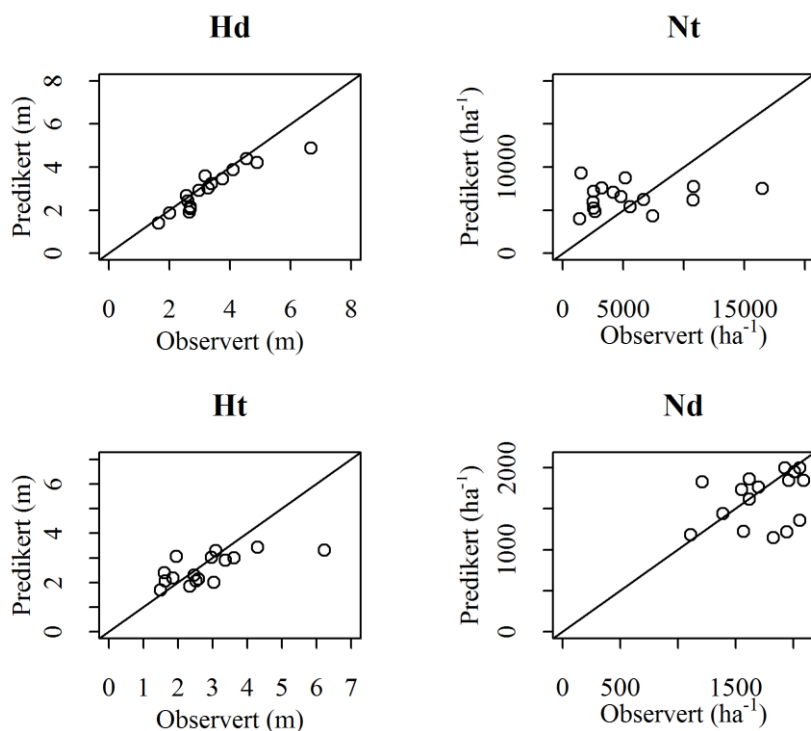 Hd
Predikert (m)
0 2 4 6 8
0 2 4 6 8
Observert (m)
Nt
Predikert (ha⁻¹)
0 10000
0 5000 15000
Observert (ha⁻¹)
Ht
Predikert (m)
0 2 4 6
0 1 2 3 4 5 6 7
Observert (m)
Nd
Predikert (ha⁻¹)
0 1000 2000
0 500 1500
Observert (ha⁻¹)